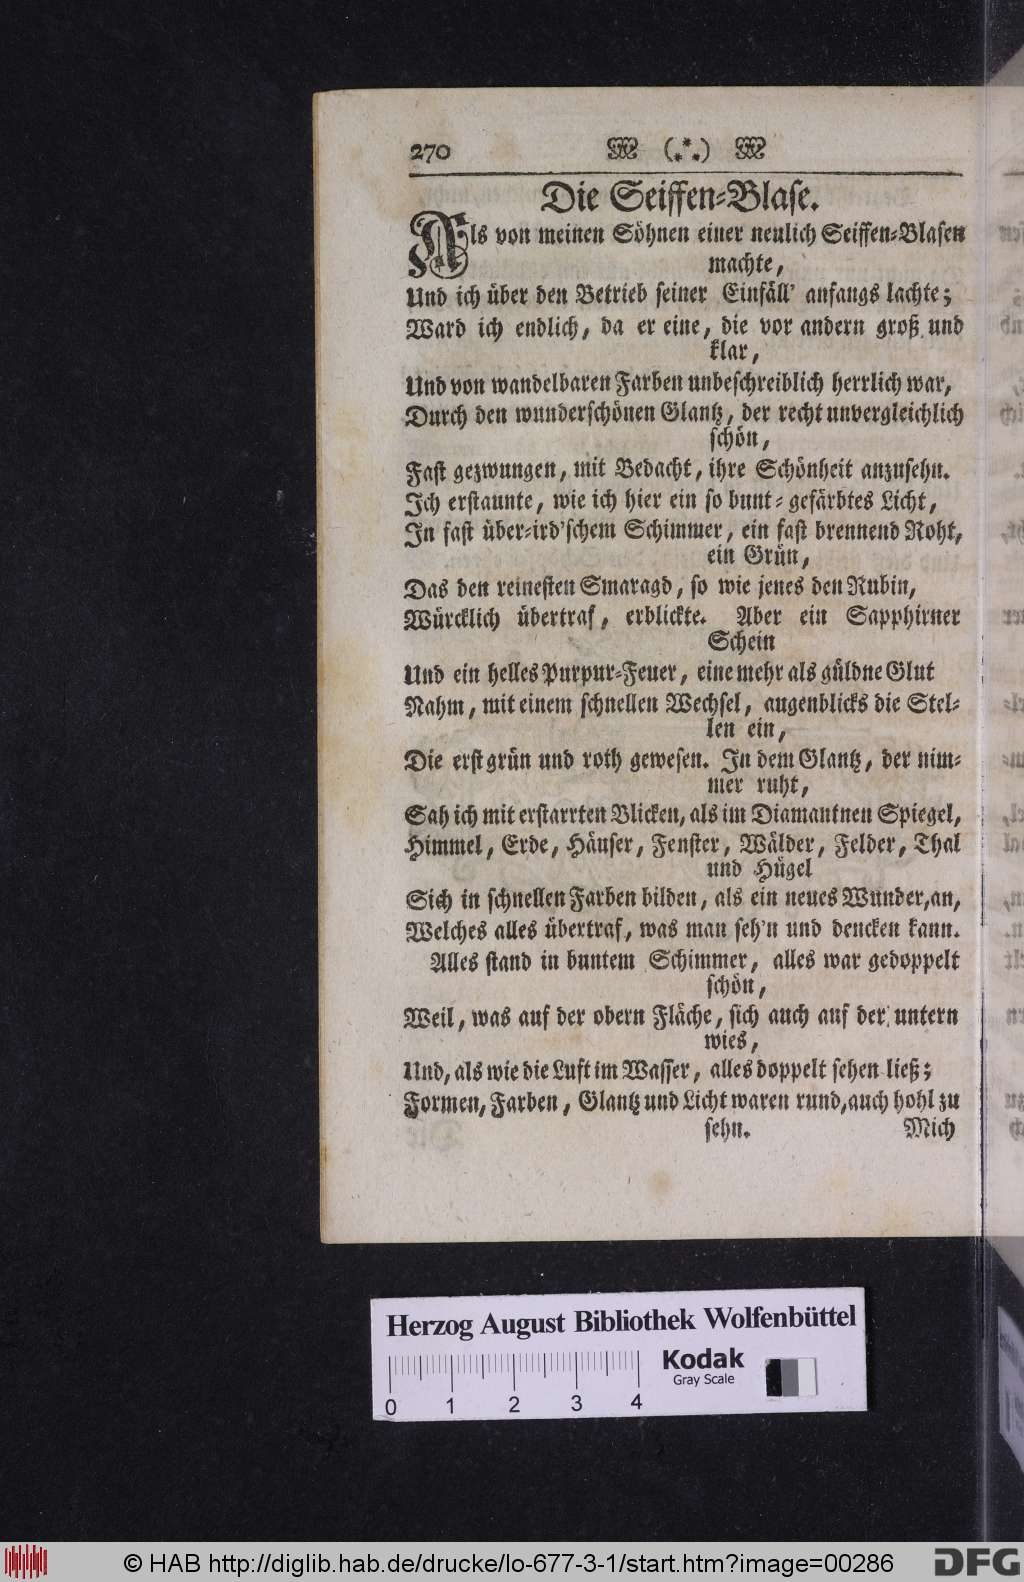 270 (*)
Die Seiffen-Blase.
Als von meinen Söhnen einer neulich Seiffen-Blasen
machte,
Und ich über den Betrieb seiner Einfäll' anfangs lachte;
Ward ich endlich, da er eine, die vor andern groß und
klar,
Und von wandelbaren Farben unbeschreiblich herrlich war,
Durch den wunderschönen Glantz, der recht unvergleichlich
schön,
Fast gezwungen, mit Bedacht, ihre Schönheit anzusehn.
Ich erstaunte, wie ich hier ein so bunt-gefärbtes Licht,
In fast über-ird'schem Schimmer, ein fast brennend Roht,
ein Grün,
Das den reinesten Smaragd, so wie jenes den Rubin,
Würcklich übertraf, erblickte. Aber ein Sapphirner
Schein
Und ein helles Purpur-Feuer, eine mehr als güldne Glut
Nahm, mit einem schnellen Wechsel, augenblicks die Stel-
len ein,
Die erst grün und roth gewesen. In dem Glantz, der nim-
mer ruht,
Sah ich mit erstarrten Blicken, als im Diamantnen Spiegel,
Himmel, Erde, Häuser, Fenster, Wälder, Felder, Thal
und Hügel
Sich in schnellen Farben bilden, als ein neues Wunder, an,
Welches alles übertraf, was man seh'n und dencken kann.
Alles stand in buntem Schimmer, alles war gedoppelt
schön,
Weil, was auf der obern Fläche, sich auch auf der untern
wies,
Und, als wie die Luft im Wasser, alles doppelt sehen ließ;
Formen, Farben, Glantz und Licht waren rund, auch hohl zu
sehn. Mich
Herzog August Bibliothek Wolfenbüttel
Kodak
Gray Scale
0 1 2 3 4
© HAB http://diglib.hab.de/drucke/lo-677-3-1/start.htm?image=00286 DFG